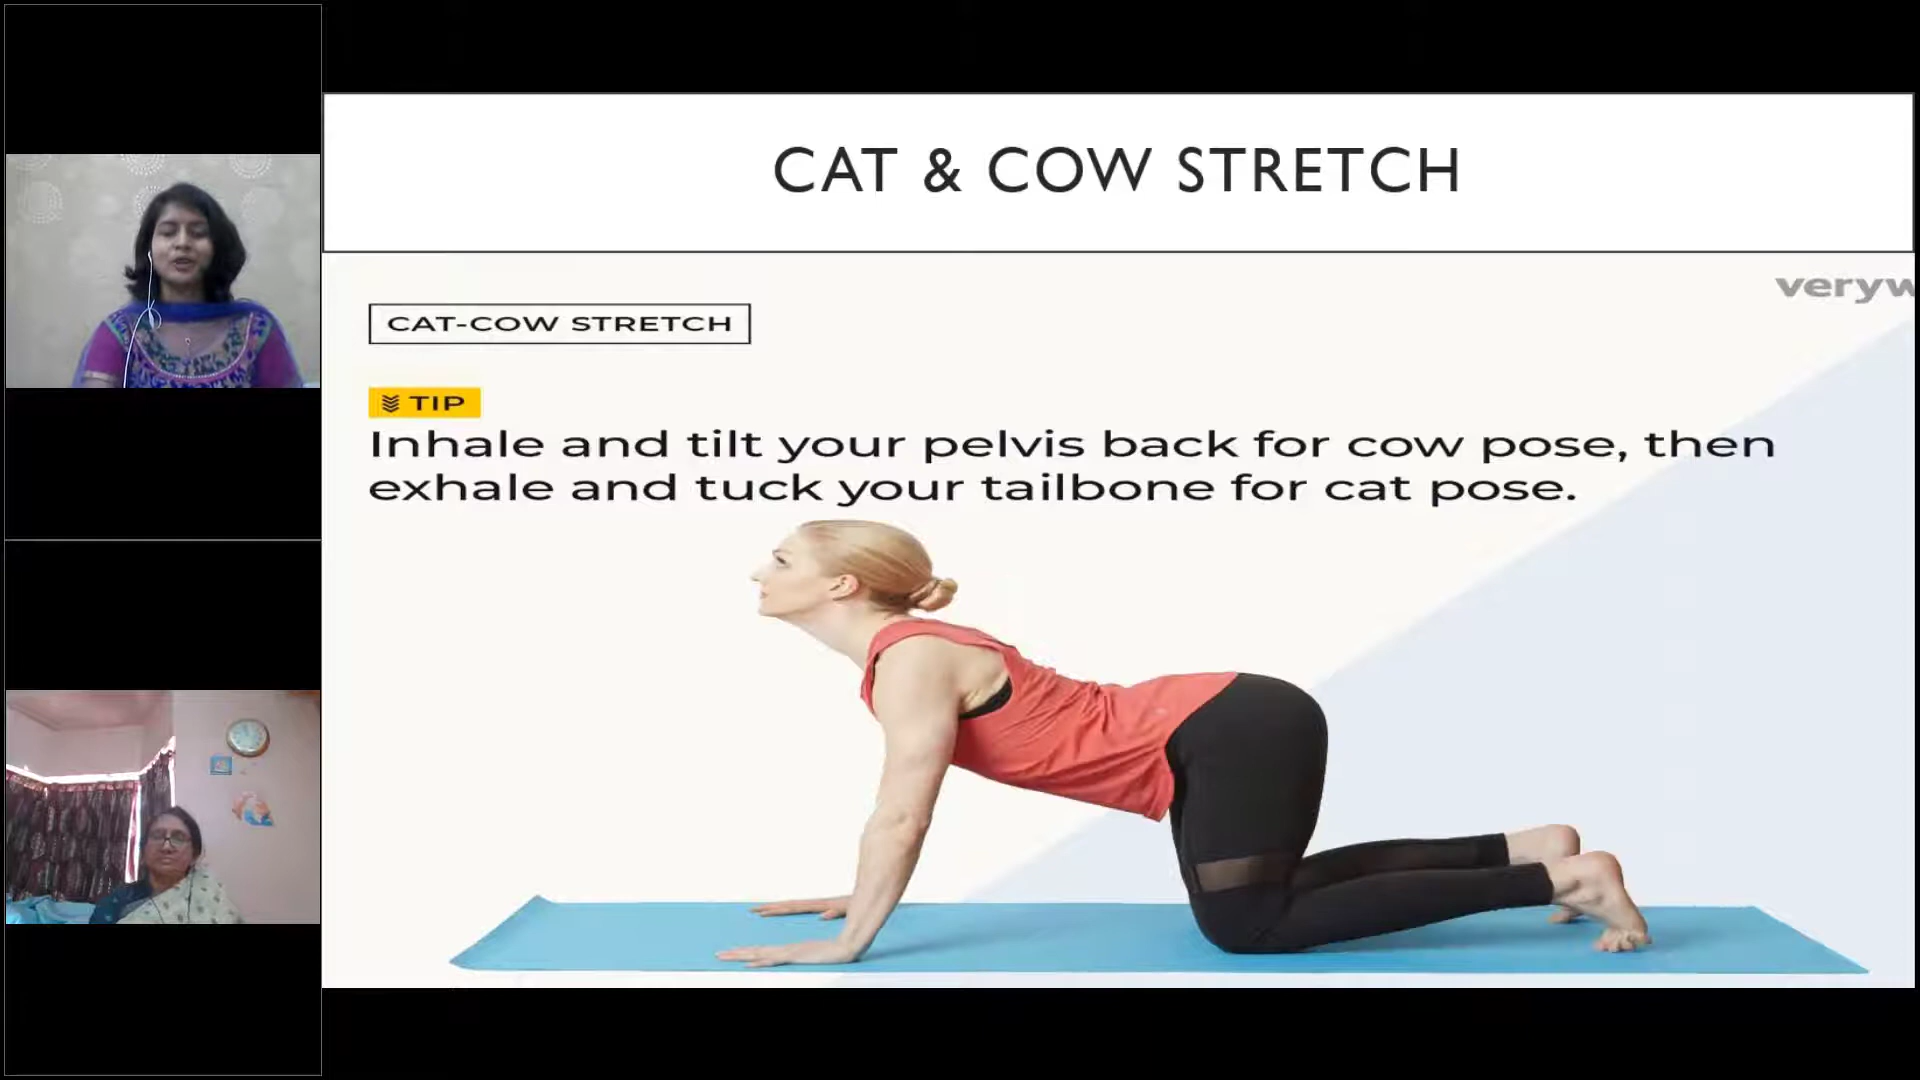 CAT & COW STRETCH
veryw
CAT-COW STRETCH
TIP
Inhale and tilt your pelvis back for cow pose, then
exhale and tuck your tailbone for cat pose.